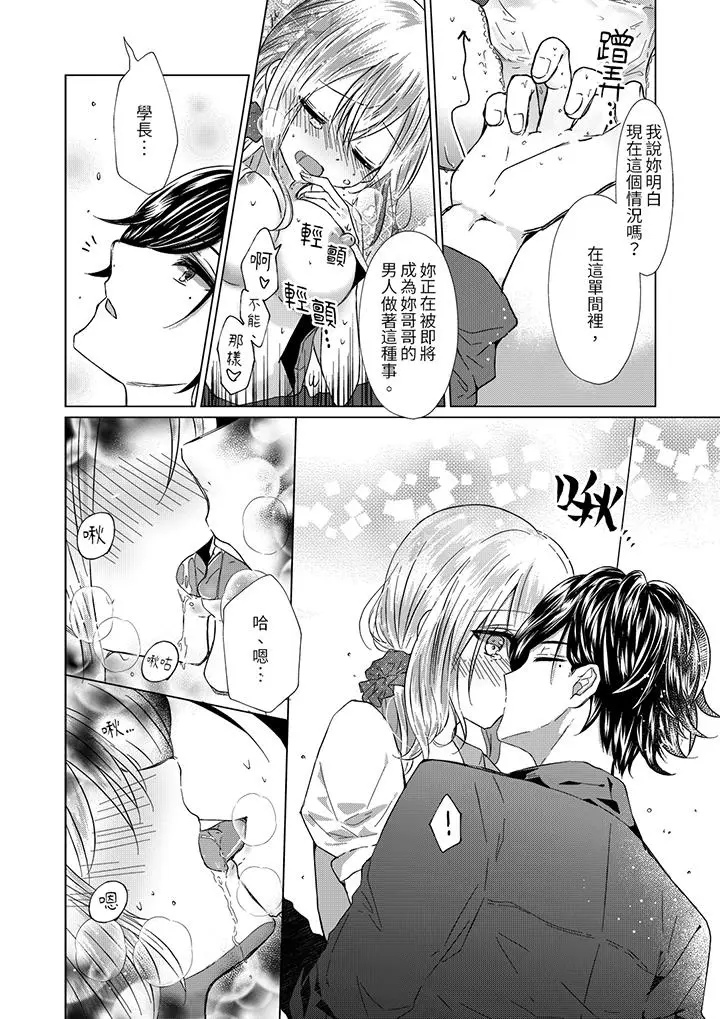 我說妳明白
現在這個情況嗎？
在這單間裡，
蹭弄…
妳正在被即將
成為妳哥哥的
男人做著這種事。
輕顫
輕顫
啊♡
不能、
那樣♡
學長…
啾
！
啾
哈、嗯…
啾咕
啾…
嗯